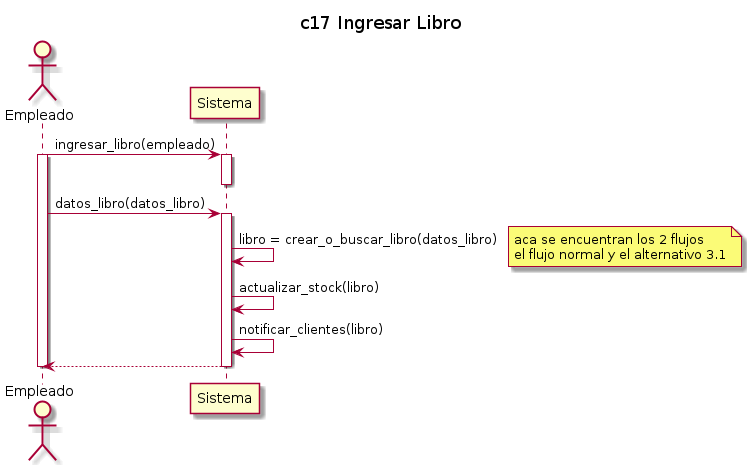 c17 Ingresar Libro
Empleado
Sistema
ingresar_libro(empleado)
datos_libro(datos_libro)
libro = crear_o_buscar_libro(datos_libro)
aca se encuentran los 2 flujos
el flujo normal y el alternativo 3.1
actualizar_stock(libro)
notificar_clientes(libro)
Empleado
Sistema